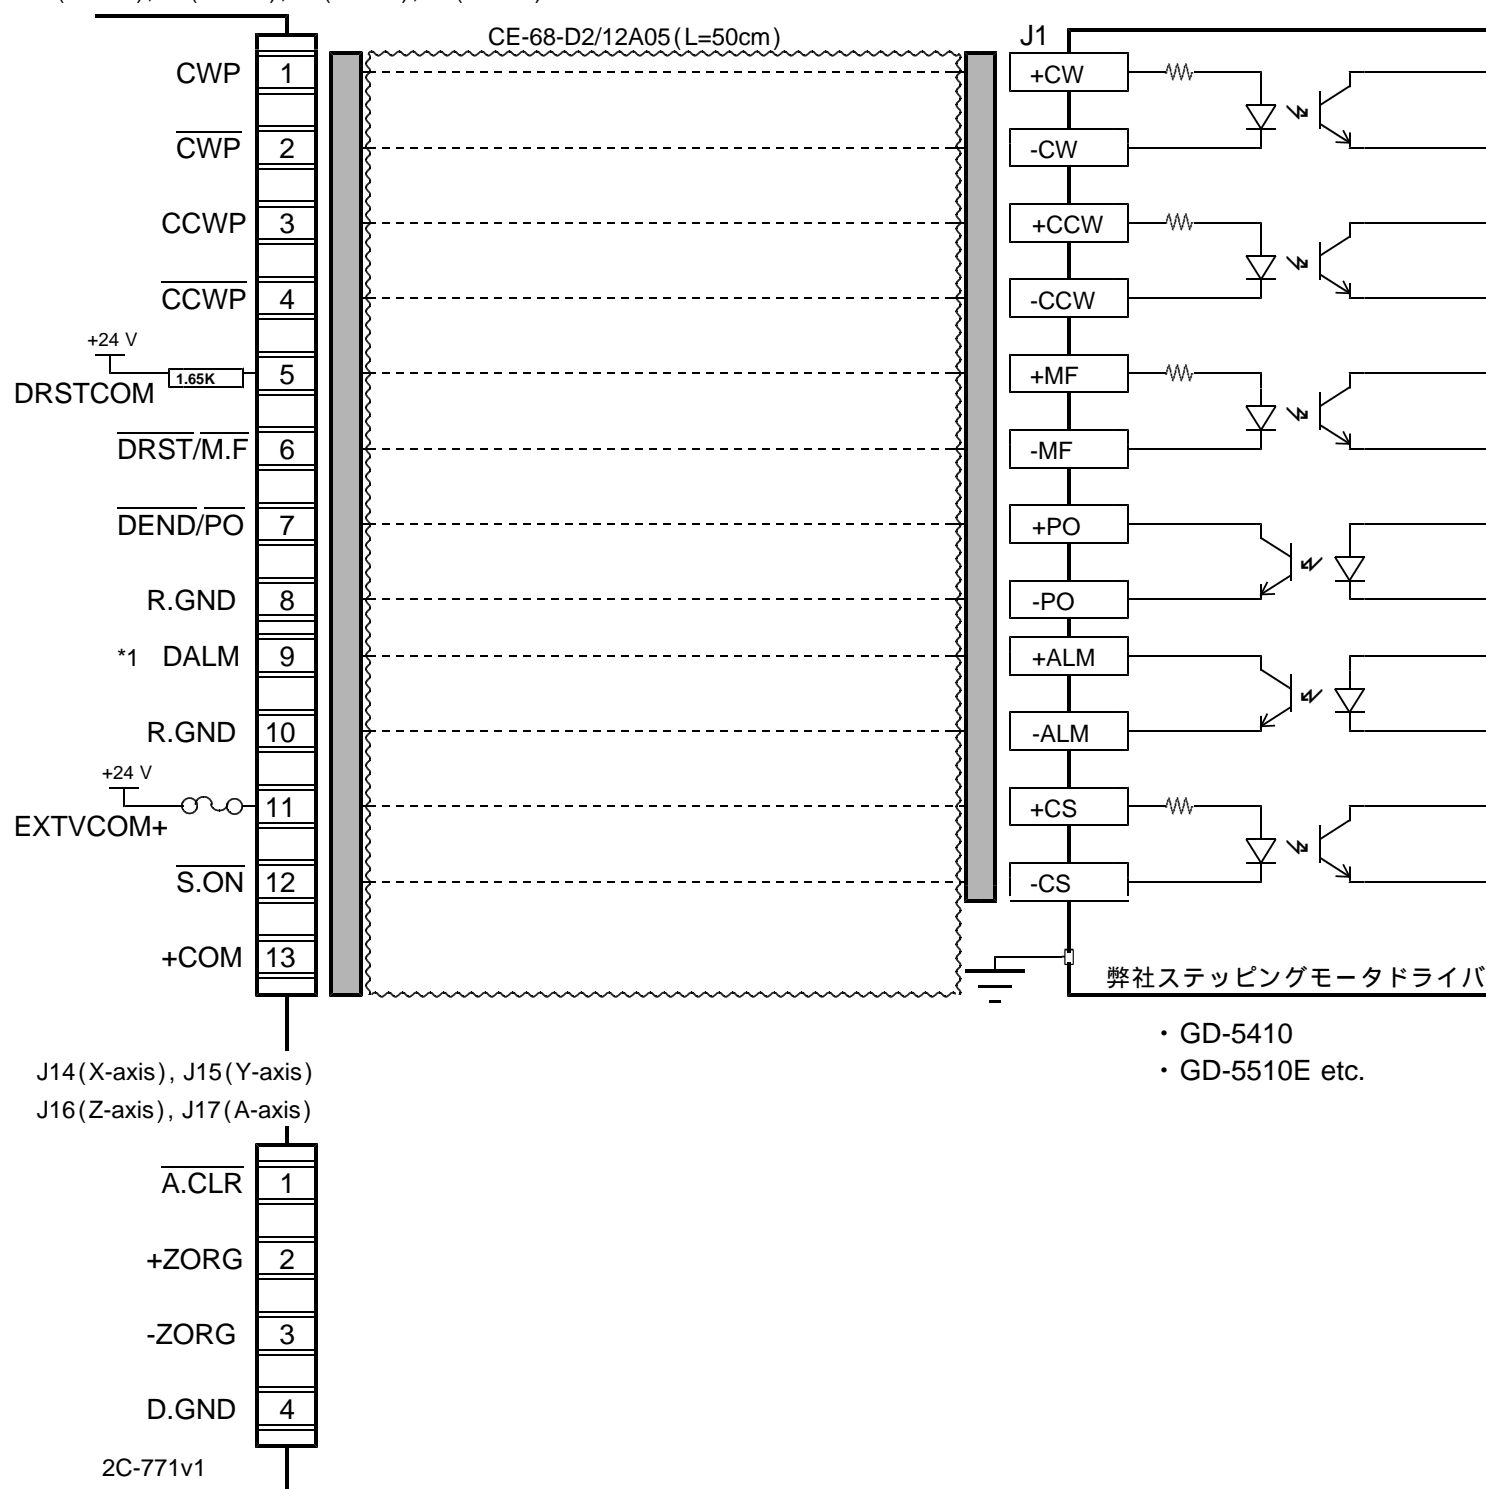 CE-68-D2/12A05(L=50cm)
J1
CWP 1 +CW
CWP 2 -CW
CCWP 3 +CCW
CCWP 4 -CCW
+24 V
1.65K
DRSTCOM 5 +MF
DRST/M.F 6 -MF
DEND/PO 7 +PO
R.GND 8 -PO
*1 DALM 9 +ALM
R.GND 10 -ALM
+24 V
EXTVCOM+ 11 +CS
S.ON 12 -CS
+COM 13
弊社ステッピングモータドライバ
・GD-5410
・GD-5510E etc.
J14(X-axis), J15(Y-axis)
J16(Z-axis), J17(A-axis)
A.CLR 1
+ZORG 2
-ZORG 3
D.GND 4
2C-771v1